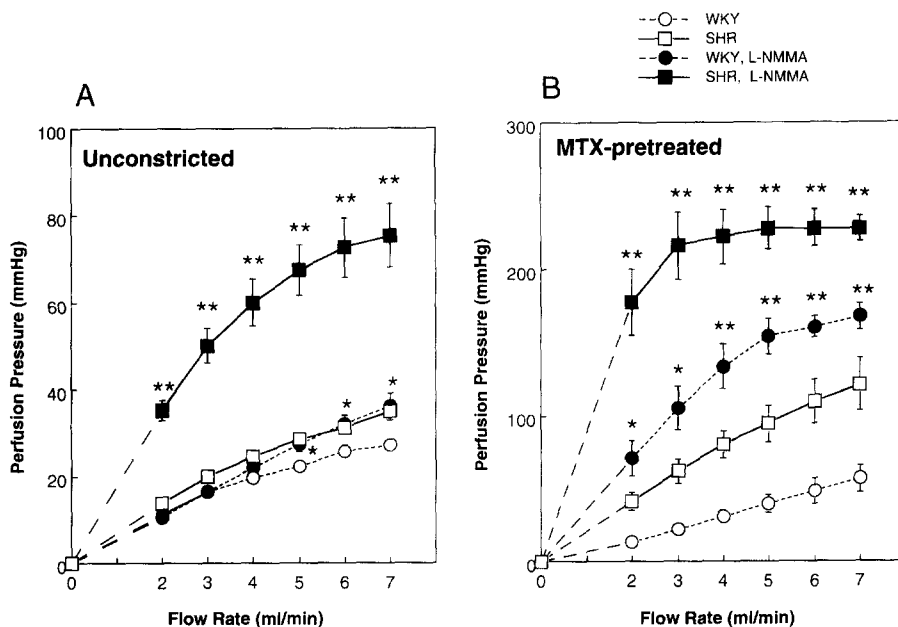 WKY
SHR
WKY, L-NMMA
SHR, L-NMMA
A
Unconstricted
100
80
60
40
20
0
Perfusion Pressure (mmHg)
** ** ** ** ** **
* * *
0 2 3 4 5 6 7
Flow Rate (ml/min)
B
MTX-pretreated
300
200
100
0
Perfusion Pressure (mmHg)
** ** ** ** ** **
* * ** ** ** **
0 2 3 4 5 6 7
Flow Rate (ml/min)